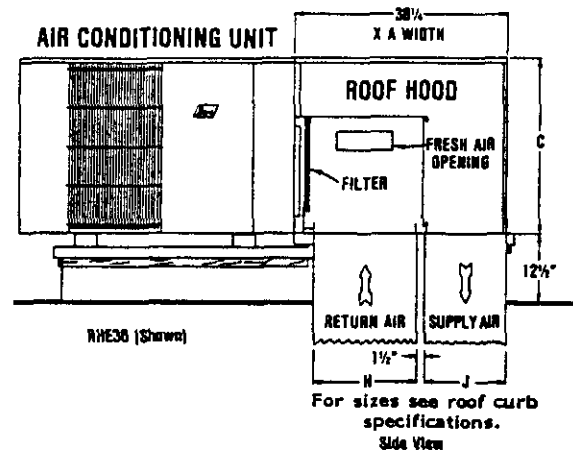 38¼
X A WIDTH
AIR CONDITIONING UNIT
ROOF HOOD
FRESH AIR
OPENING
FILTER
C
12½"
RETURN AIR
SUPPLY AIR
RHE36 (Shown)
1½"
H
J
For sizes see roof curb
specifications.
Side View